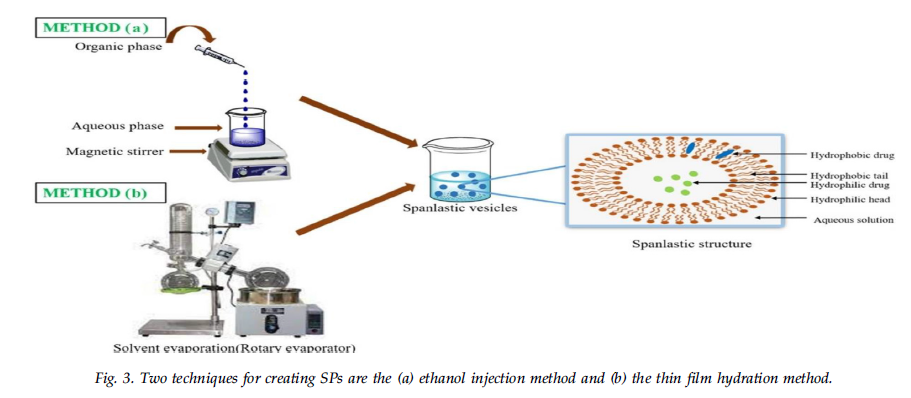 METHOD (a)
Organic phase
Aqueous phase
Magnetic stirrer
METHOD (b)
Solvent evaporation(Rotary evaporator)
Spanlastic vesicles
Hydrophobic drug
Hydrophobic tail
Hydrophilic drug
Hydrophilic head
Aqueous solution
Spanlastic structure
Fig. 3. Two techniques for creating SPs are the (a) ethanol injection method and (b) the thin film hydration method.